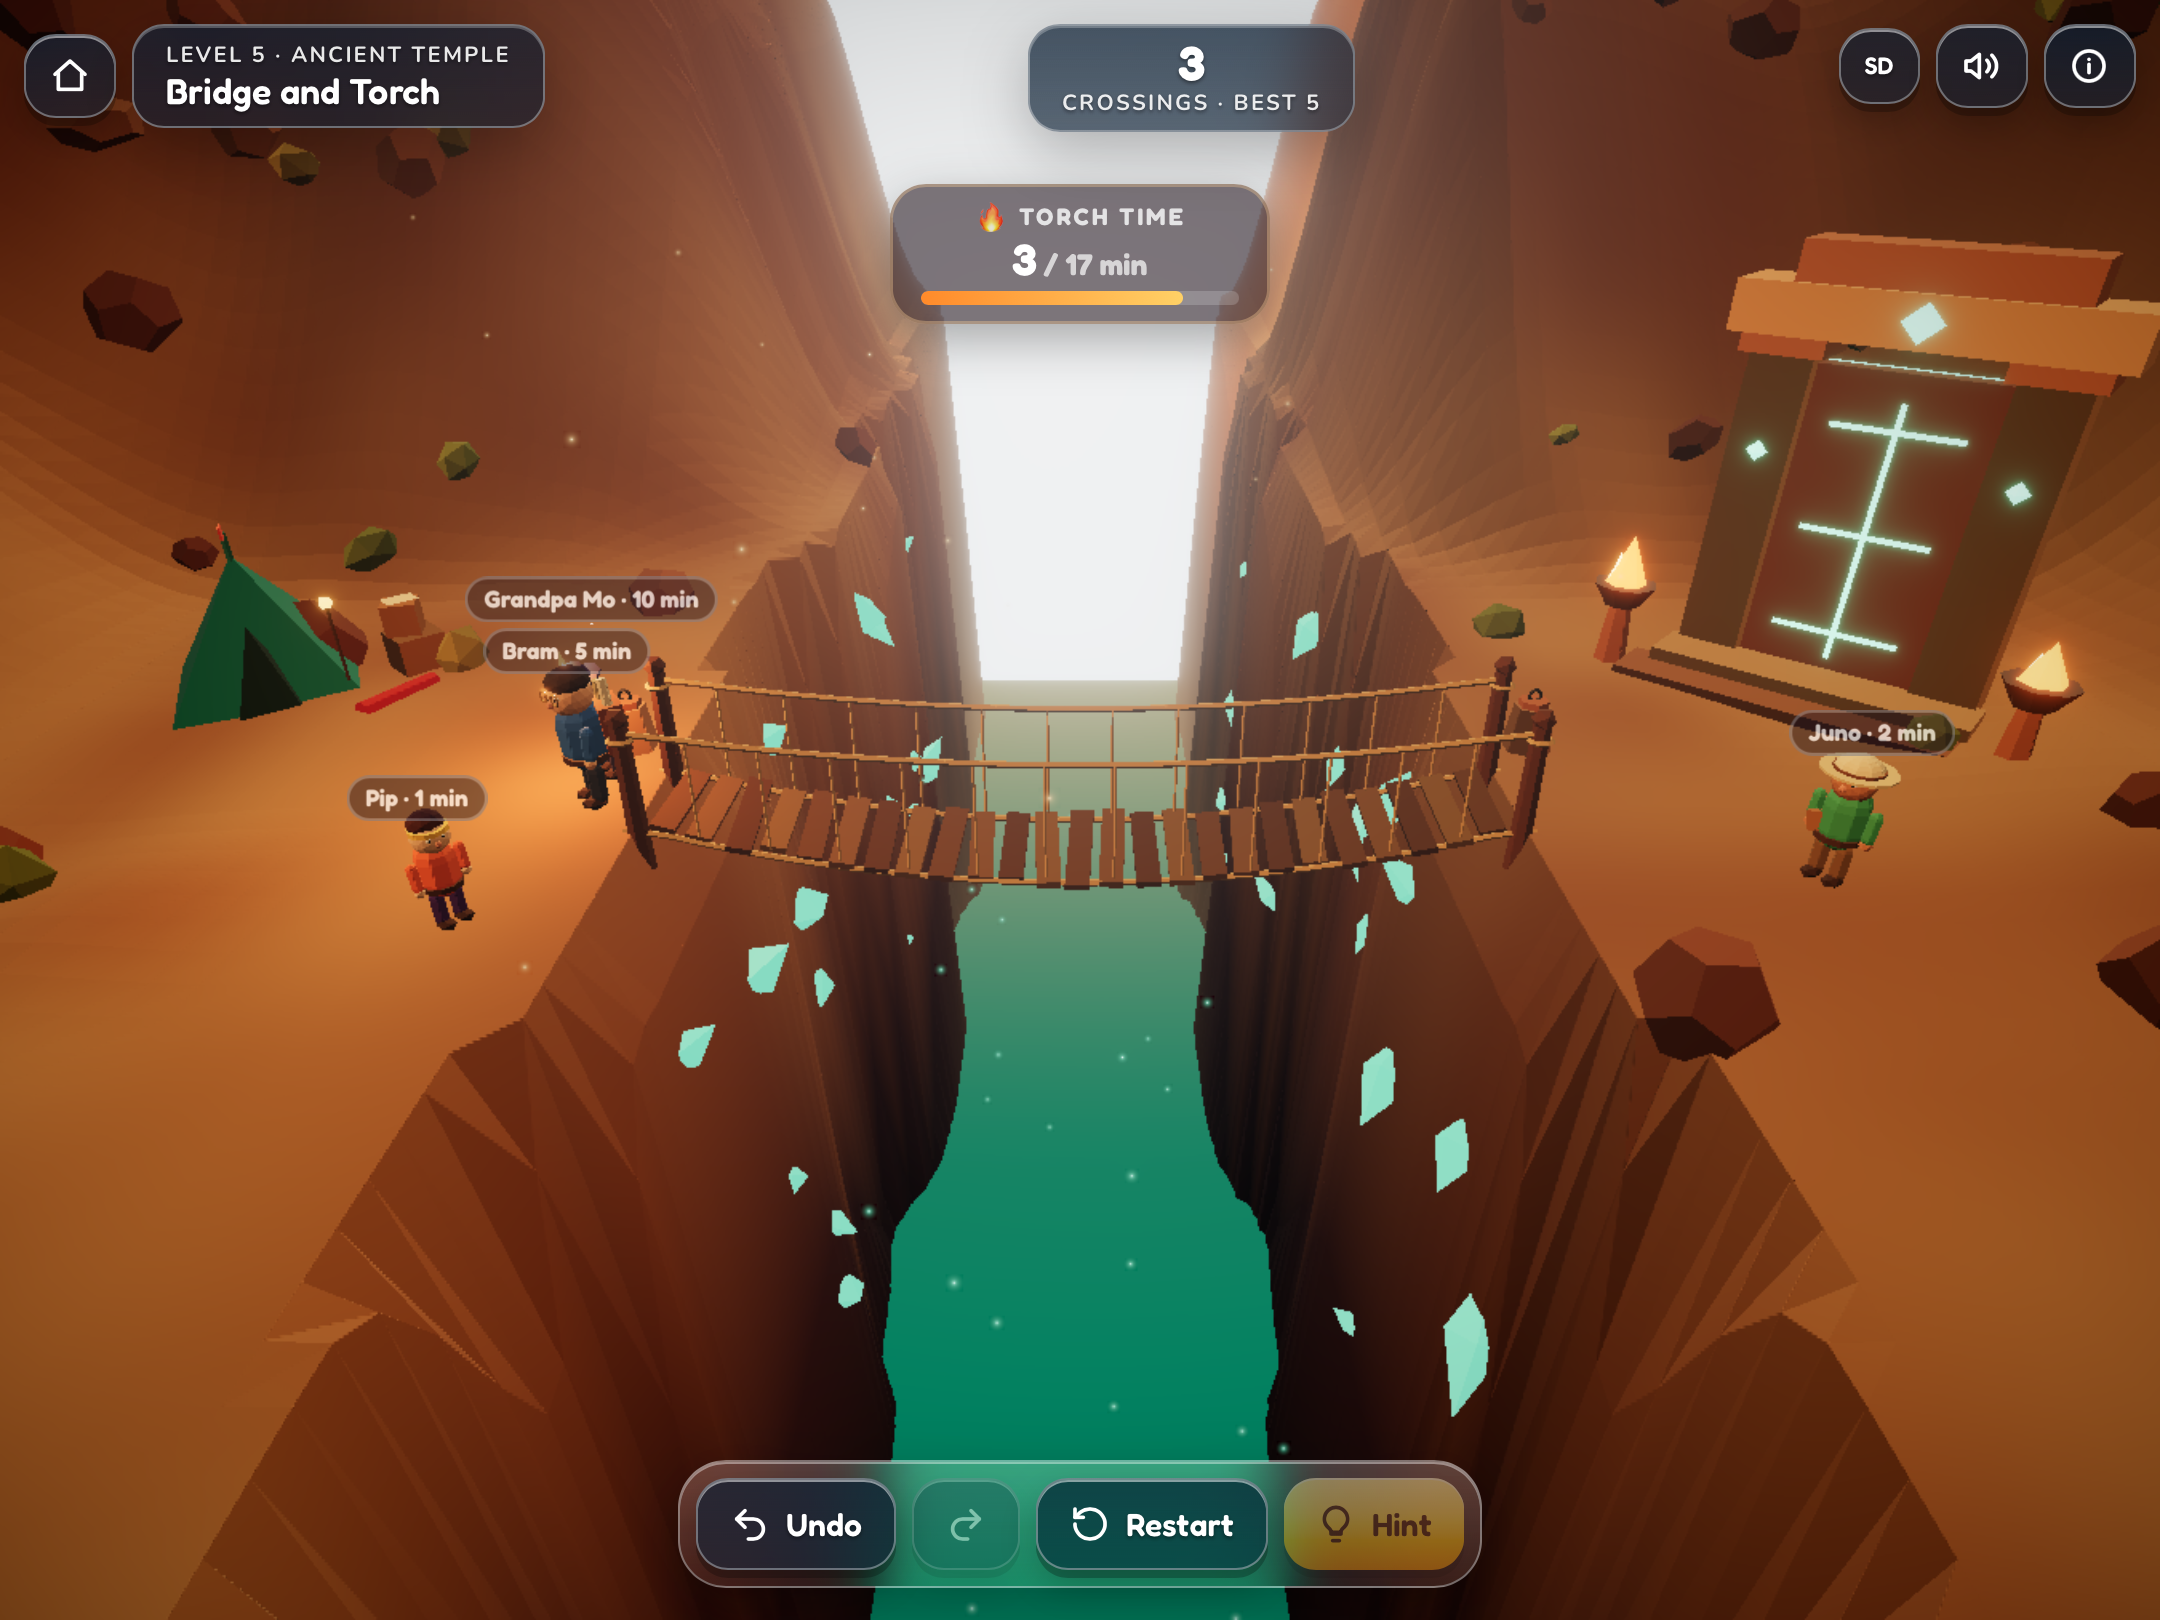 LEVEL 5 · ANCIENT TEMPLE
Bridge and Torch
3
CROSSINGS · BEST 5
SD
TORCH TIME
3 / 17 min
Grandpa Mo · 10 min
Bram · 5 min
Pip · 1 min
Juno · 2 min
Undo
Restart
Hint